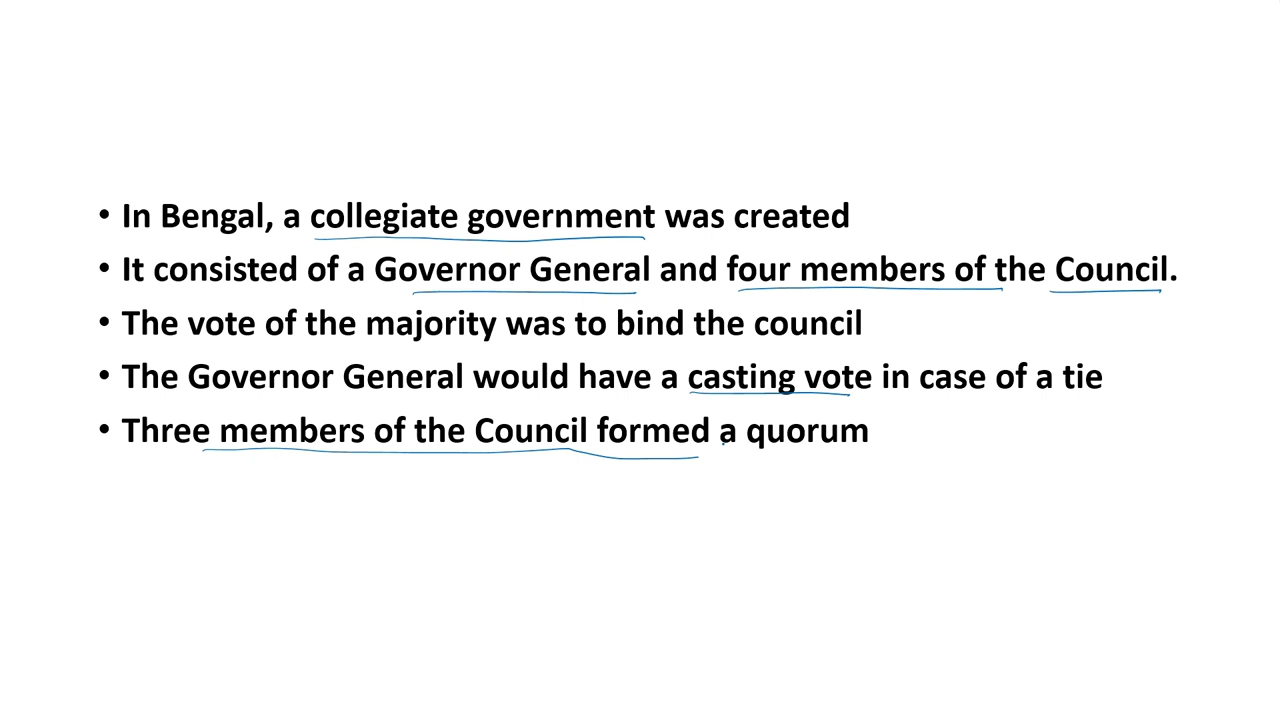 • In Bengal, a collegiate government was created
• It consisted of a Governor General and four members of the Council.
• The vote of the majority was to bind the council
• The Governor General would have a casting vote in case of a tie
• Three members of the Council formed a quorum